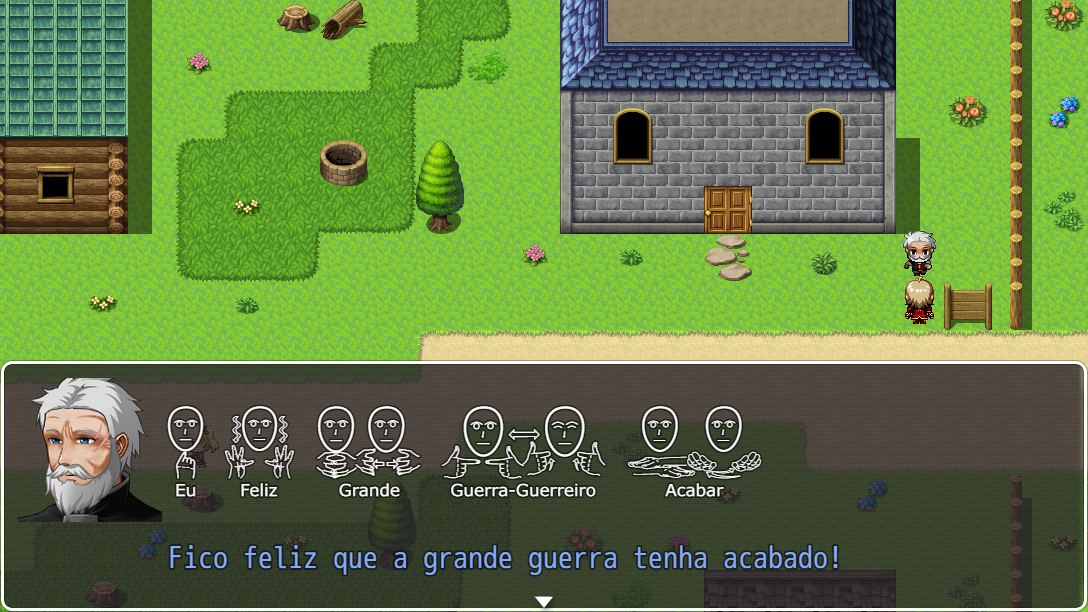 Eu Feliz Grande Guerra-Guerreiro Acabar
Fico feliz que a grande guerra tenha acabado!